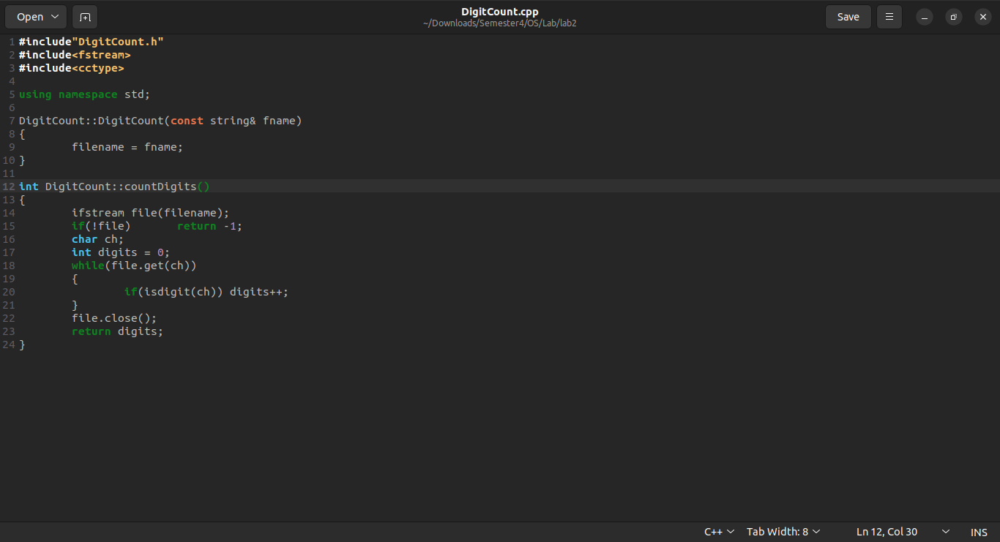 Open
DigitCount.cpp
~/Downloads/Semester4/OS/Lab/lab2
Save
1 #include"DigitCount.h"
2 #include<fstream>
3 #include<cctype>
4
5 using namespace std;
6
7 DigitCount::DigitCount(const string& fname)
8 {
9         filename = fname;
10 }
11
12 int DigitCount::countDigits()
13 {
14         ifstream file(filename);
15         if(!file)       return -1;
16         char ch;
17         int digits = 0;
18         while(file.get(ch))
19         {
20                 if(isdigit(ch)) digits++;
21         }
22         file.close();
23         return digits;
24 }
C++ Tab Width: 8 Ln 12, Col 30 INS